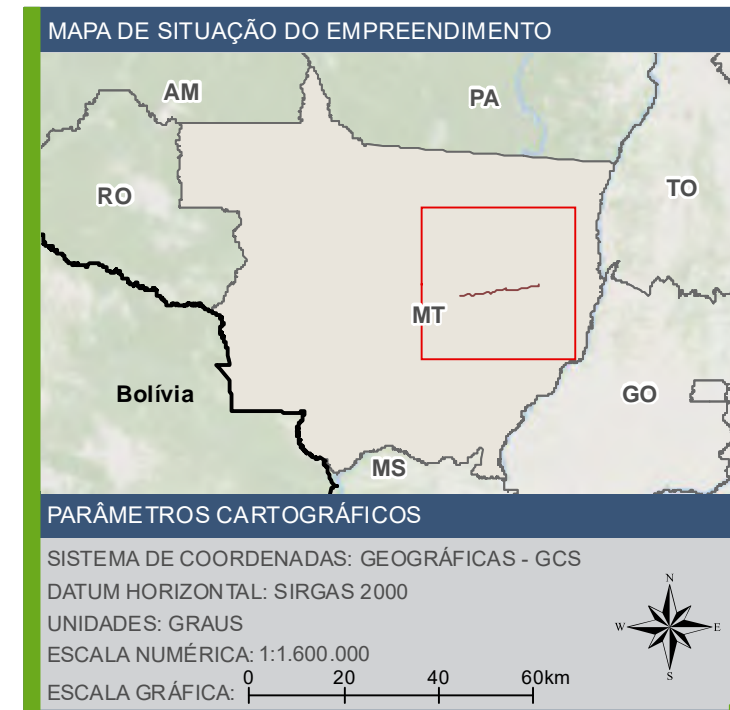 MAPA DE SITUAÇÃO DO EMPREENDIMENTO
AM
PA
RO
TO
MT
Bolívia
GO
MS
PARÂMETROS CARTOGRÁFICOS
SISTEMA DE COORDENADAS: GEOGRÁFICAS - GCS
DATUM HORIZONTAL: SIRGAS 2000
UNIDADES: GRAUS
ESCALA NUMÉRICA: 1:1.600.000
ESCALA GRÁFICA: 0 20 40 60km
N
W E
S